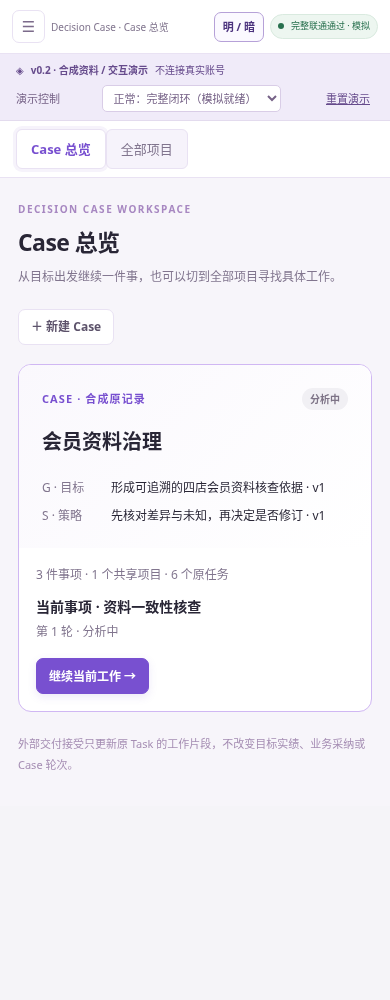 ☰ Decision Case · Case 总览 明 / 暗 ● 完整联通通过 · 模拟
◈ v0.2 · 合成资料 / 交互演示 不连接真实账号
演示控制 正常：完整闭环（模拟就绪） 重置演示
Case 总览 全部项目
DECISION CASE WORKSPACE
Case 总览
从目标出发继续一件事，也可以切到全部项目寻找具体工作。
＋ 新建 Case
CASE · 合成原记录 分析中
会员资料治理
G · 目标 形成可追溯的四店会员资料核查依据 · v1
S · 策略 先核对差异与未知，再决定是否修订 · v1
3 件事项 · 1 个共享项目 · 6 个原任务
当前事项 · 资料一致性核查
第 1 轮 · 分析中
继续当前工作 →
外部交付接受只更新原 Task 的工作片段，不改变目标实绩、业务采纳或
Case 轮次。